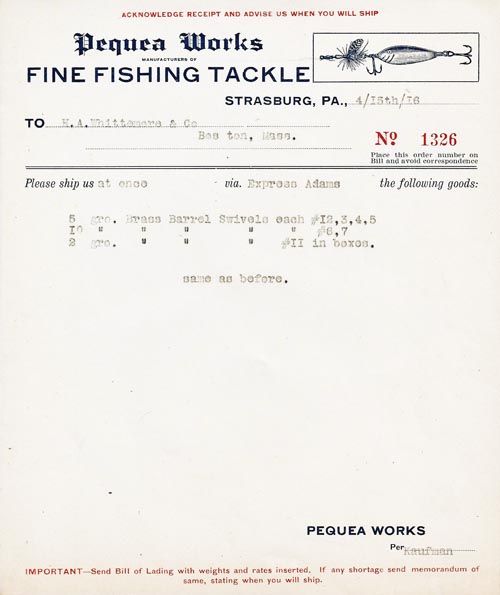 ACKNOWLEDGE RECEIPT AND ADVISE US WHEN YOU WILL SHIP
Pequea Works
MANUFACTURERS OF
FINE FISHING TACKLE
STRASBURG, PA., 4/15th/16
TO H.A.Whittemore & Co
Bos ton, Mass.
No 1326
Place this order number on
Bill and avoid correspondence
Please ship us at once via. Express Adams the following goods:
5 gro. Brass Barrel Swivels each #12,3,4,5
10 " " " " " #6,7
2 gro. " " " #11 in boxes.
same as before.
PEQUEA WORKS
Per Kaufman
IMPORTANT—Send Bill of Lading with weights and rates inserted. If any shortage send memorandum of
same, stating when you will ship.